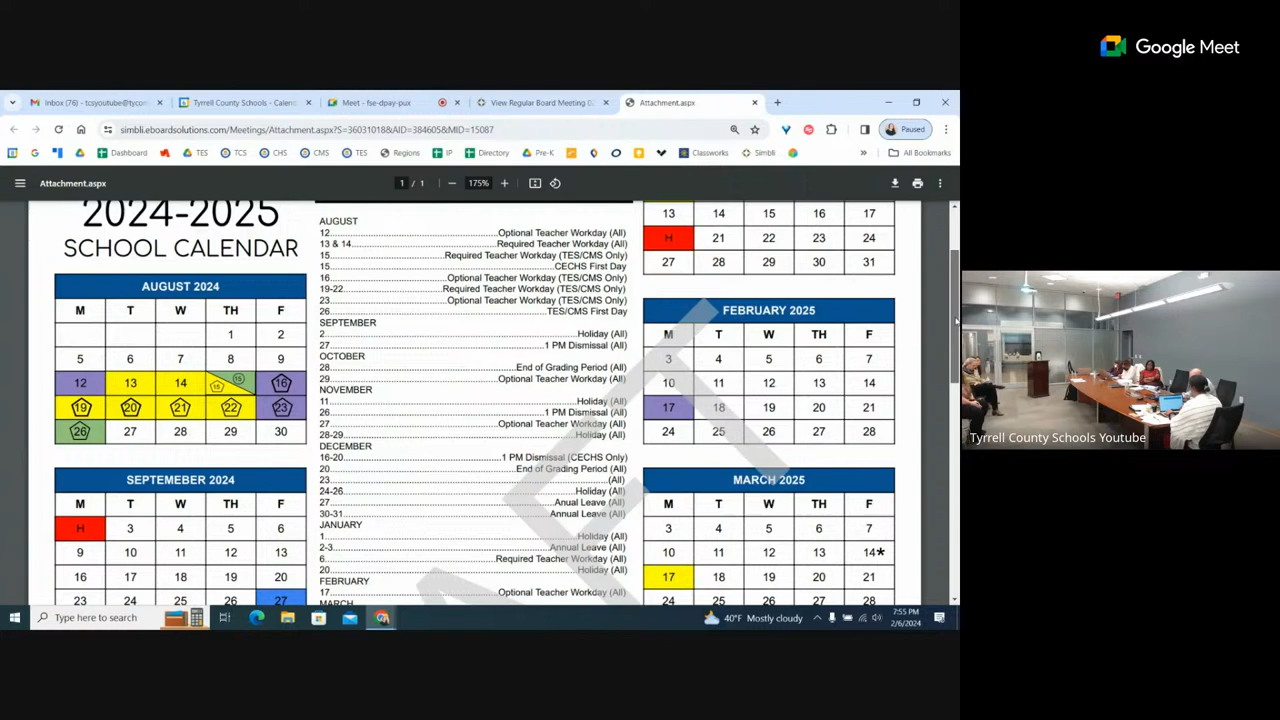 Google Meet
Inbox (76) - tcsyoutube@tycom
Tyrrell County Schools - Calend
Meet - fse-dpay-pux
View Regular Board Meeting 02
Attachment.aspx
simbli.eboardsolutions.com/Meetings/Attachment.aspx?S=36031018&AID=384605&MID=15087
Paused
Dashboard
TES
TCS
CHS
CMS
TES
Regions
IP
Directory
Pre-K
Classworks
Simbli
All Bookmarks
Attachment.aspx
1 / 1
175%
2024-2025
SCHOOL CALENDAR
AUGUST 2024
M T W TH F
1 2
5 6 7 8 9
12 13 14 15 15 16
19 20 21 22 23
26 27 28 29 30
SEPTEMEBER 2024
M T W TH F
H 3 4 5 6
9 10 11 12 13
16 17 18 19 20
23 24 25 26 27
AUGUST
12 Optional Teacher Workday (All)
13 & 14 Required Teacher Workday (All)
15 Required Teacher Workday (TES/CMS Only)
15 CECHS First Day
16 Optional Teacher Workday (TES/CMS Only)
19-22 Required Teacher Workday (TES/CMS Only)
23 Optional Teacher Workday (TES/CMS Only)
26 TES/CMS First Day
SEPTEMBER
2 Holiday (All)
27 1 PM Dismissal (All)
OCTOBER
28 End of Grading Period (All)
29 Optional Teacher Workday (All)
NOVEMBER
11 Holiday (All)
26 1 PM Dismissal (All)
27 Optional Teacher Workday (All)
28-29 Holiday (All)
DECEMBER
16-20 1 PM Dismissal (CECHS Only)
20 End of Grading Period (All)
23 (All)
24-26 Holiday (All)
27 Anual Leave (All)
30-31 Annual Leave (All)
JANUARY
1 Holiday (All)
2-3 Annual Leave (All)
6 Required Teacher Workday (All)
20 Holiday (All)
FEBRUARY
17 Optional Teacher Workday (All)
MARCH
13 14 15 16 17
H 21 22 23 24
27 28 29 30 31
FEBRUARY 2025
M T W TH F
3 4 5 6 7
10 11 12 13 14
17 18 19 20 21
24 25 26 27 28
MARCH 2025
M T W TH F
3 4 5 6 7
10 11 12 13 14*
17 18 19 20 21
24 25 26 27 28
Tyrrell County Schools Youtube
Type here to search
40°F Mostly cloudy
7:55 PM
2/6/2024